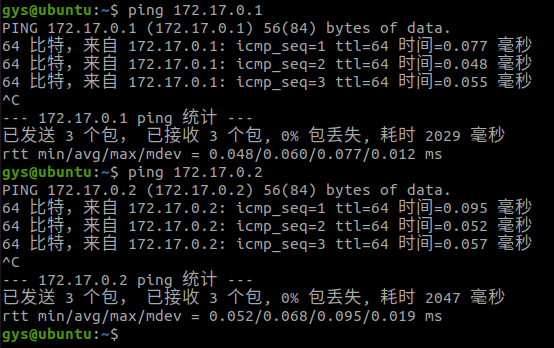 gys@ubuntu:~$ ping 172.17.0.1
PING 172.17.0.1 (172.17.0.1) 56(84) bytes of data.
64 比特，来自 172.17.0.1: icmp_seq=1 ttl=64 时间=0.077 毫秒
64 比特，来自 172.17.0.1: icmp_seq=2 ttl=64 时间=0.048 毫秒
64 比特，来自 172.17.0.1: icmp_seq=3 ttl=64 时间=0.055 毫秒
^C
--- 172.17.0.1 ping 统计 ---
已发送 3 个包， 已接收 3 个包, 0% 包丢失, 耗时 2029 毫秒
rtt min/avg/max/mdev = 0.048/0.060/0.077/0.012 ms
gys@ubuntu:~$ ping 172.17.0.2
PING 172.17.0.2 (172.17.0.2) 56(84) bytes of data.
64 比特，来自 172.17.0.2: icmp_seq=1 ttl=64 时间=0.095 毫秒
64 比特，来自 172.17.0.2: icmp_seq=2 ttl=64 时间=0.052 毫秒
64 比特，来自 172.17.0.2: icmp_seq=3 ttl=64 时间=0.057 毫秒
^C
--- 172.17.0.2 ping 统计 ---
已发送 3 个包， 已接收 3 个包, 0% 包丢失, 耗时 2047 毫秒
rtt min/avg/max/mdev = 0.052/0.068/0.095/0.019 ms
gys@ubuntu:~$